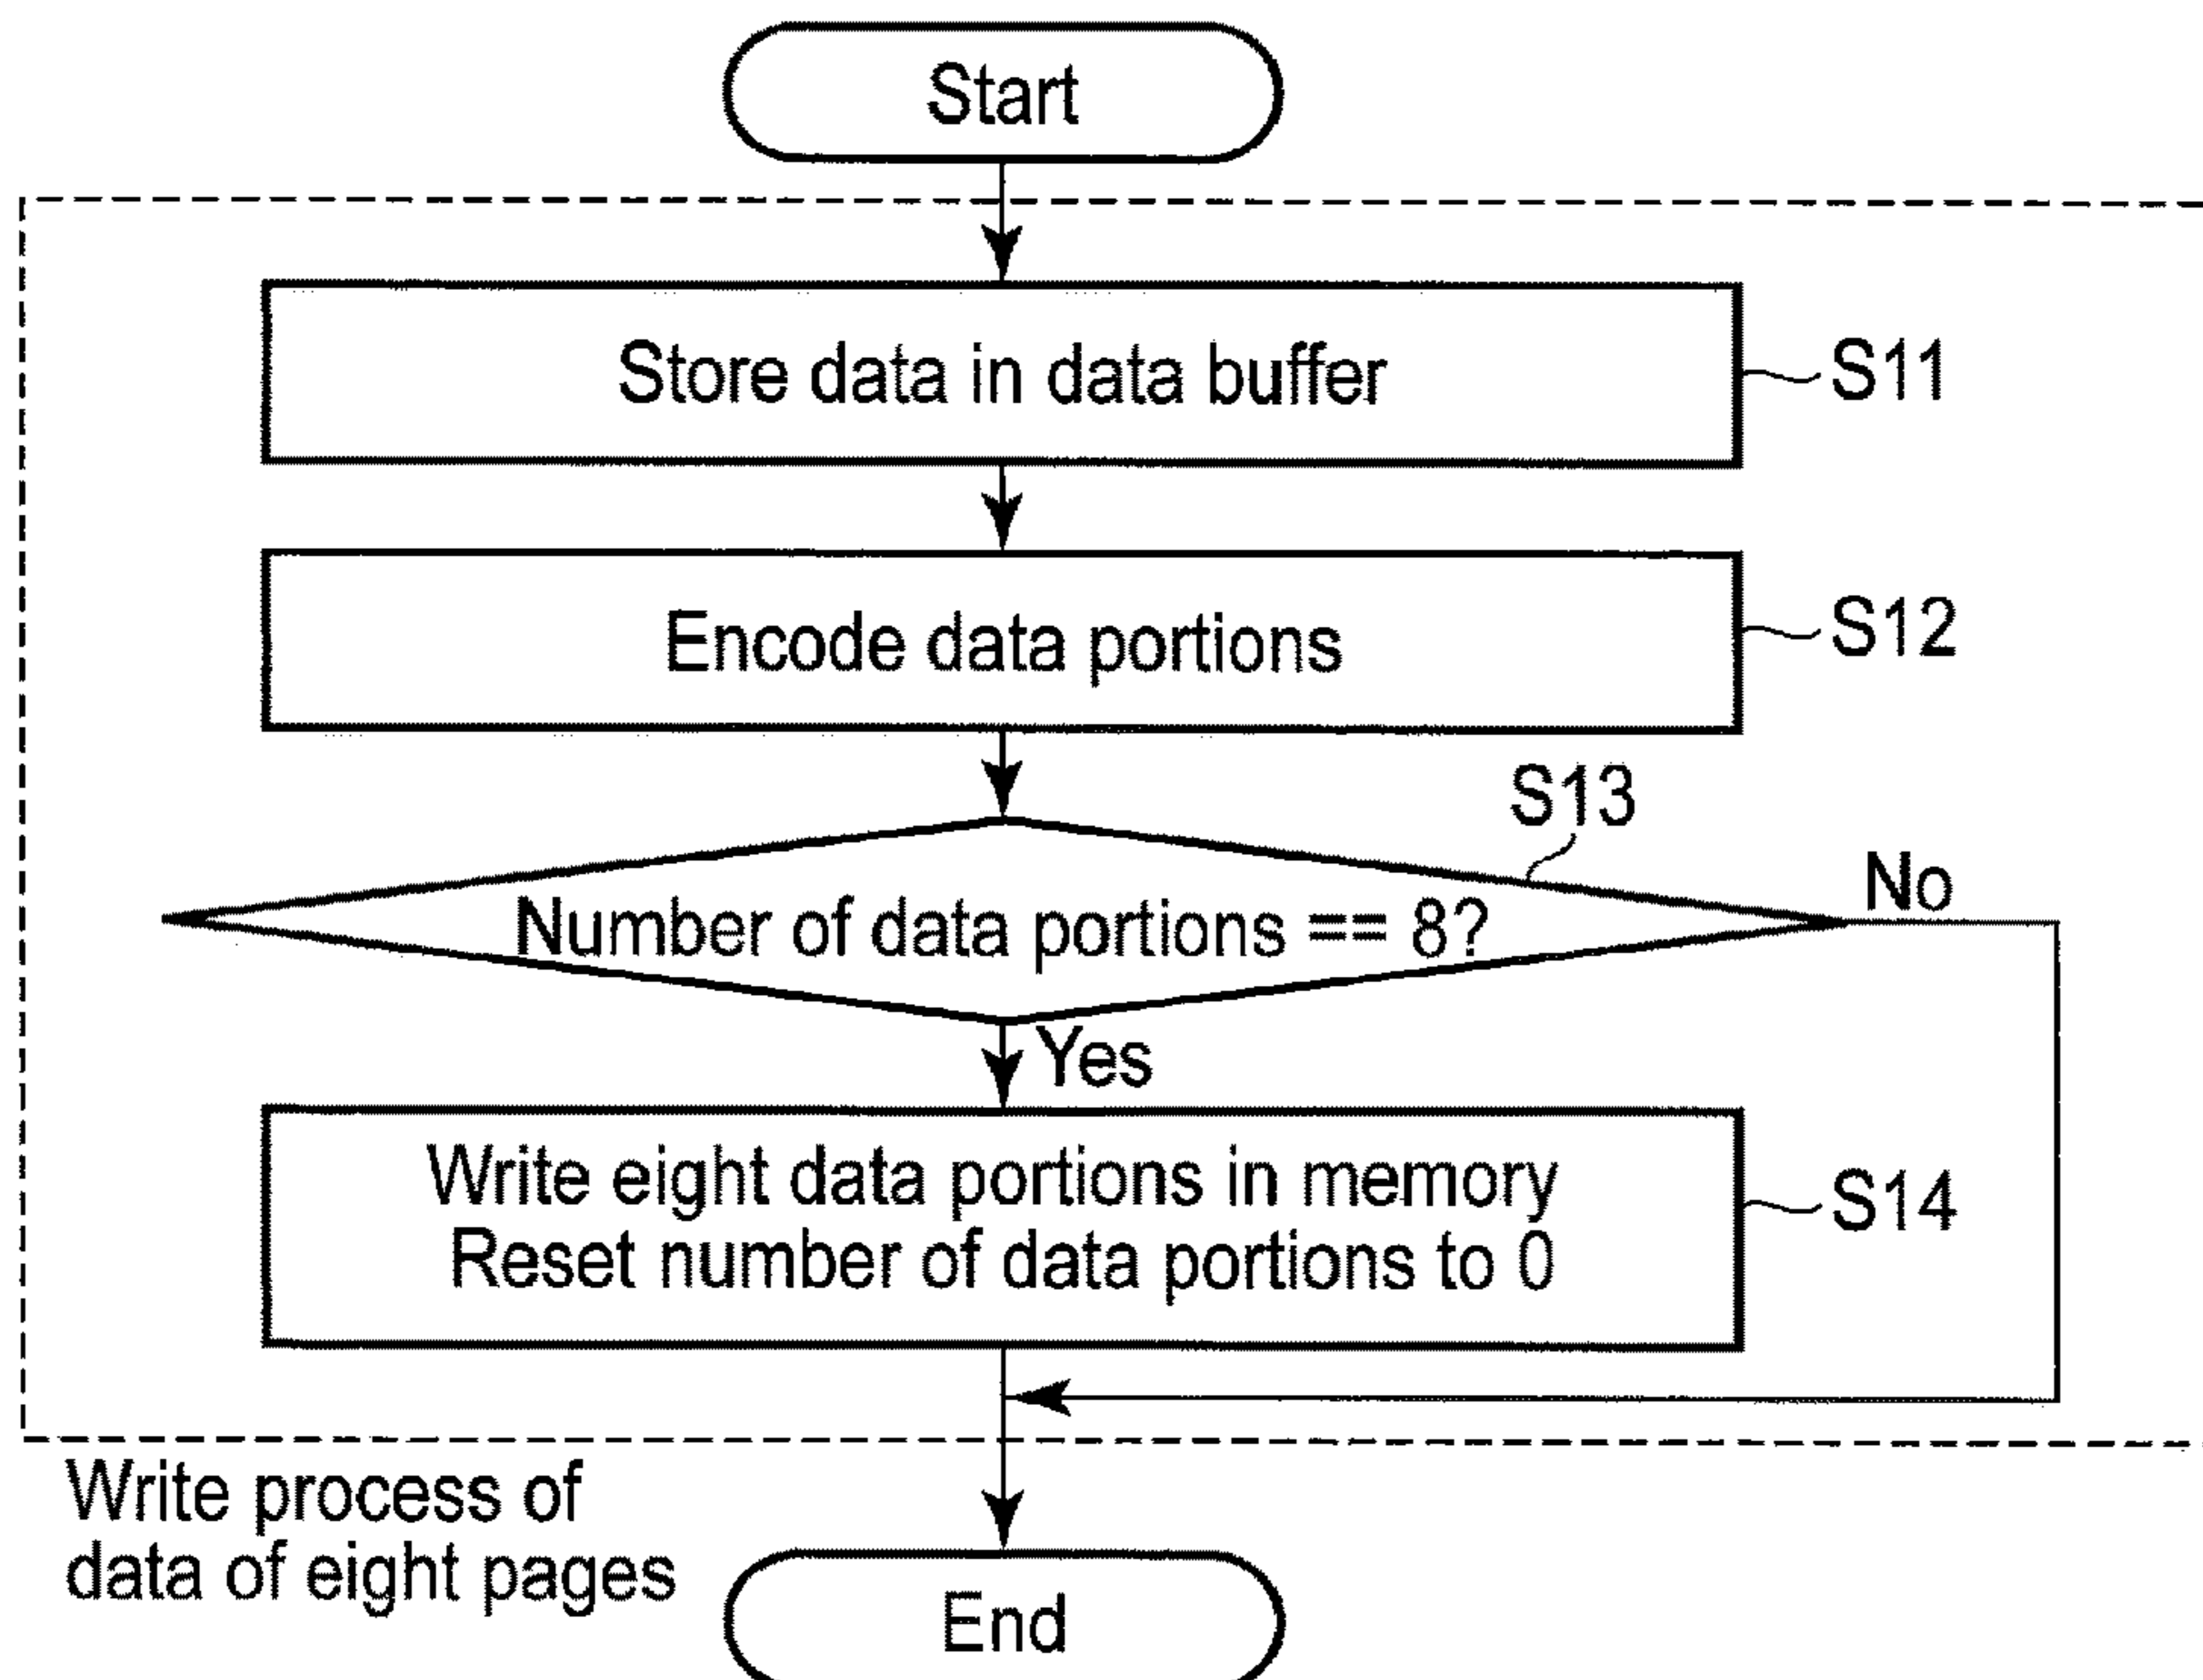 Start
Store data in data buffer
S11
Encode data portions
S12
S13
Number of data portions == 8?
No
Yes
Write eight data portions in memory
Reset number of data portions to 0
S14
Write process of
data of eight pages
End